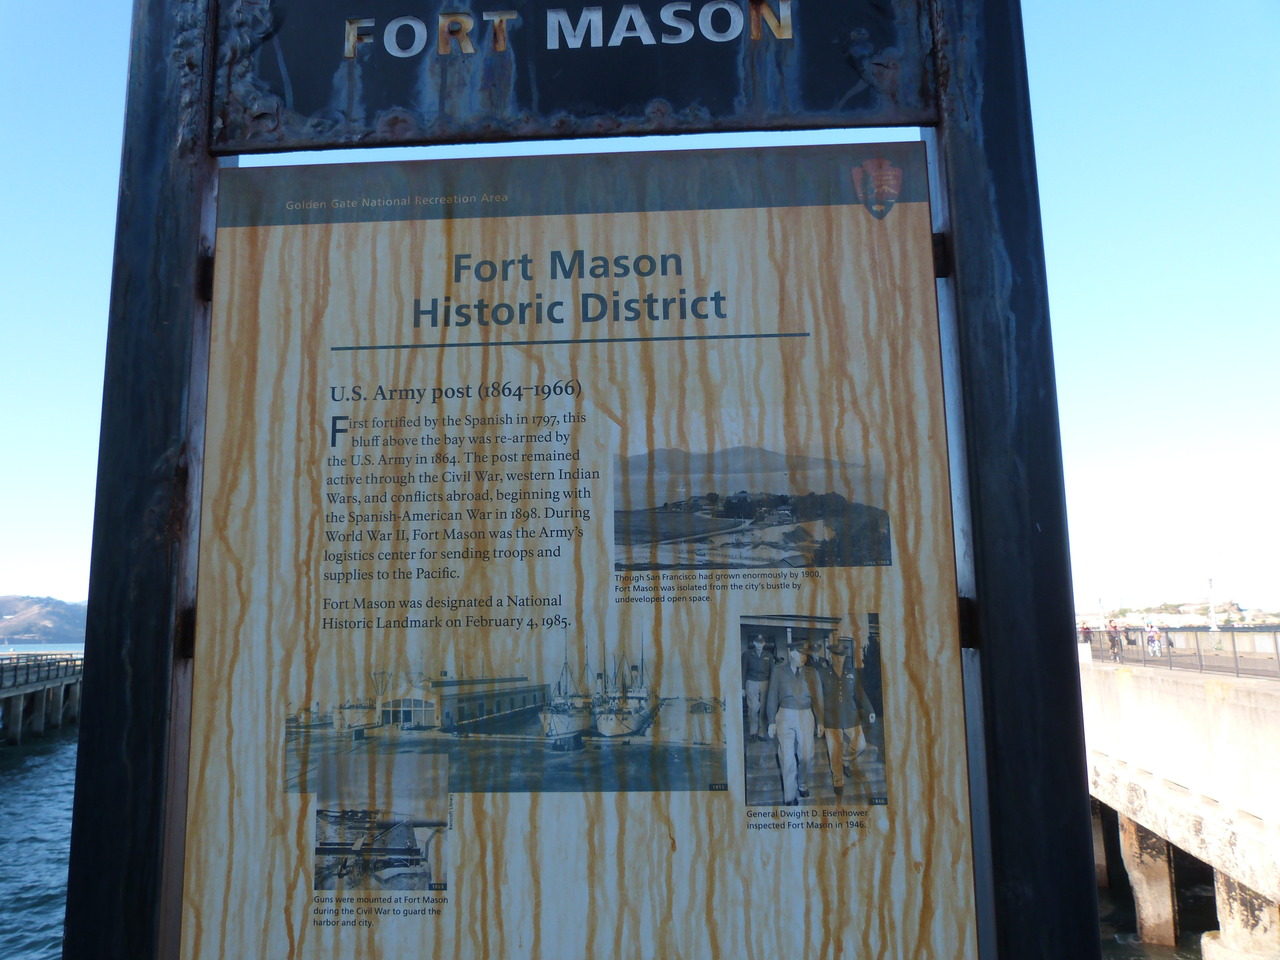 FORT MASON
Golden Gate National Recreation Area
Fort Mason
Historic District
U.S. Army post (1864–1966)
First fortified by the Spanish in 1797, this
bluff above the bay was re-armed by
the U.S. Army in 1864. The post remained
active through the Civil War, western Indian
Wars, and conflicts abroad, beginning with
the Spanish-American War in 1898. During
World War II, Fort Mason was the Army's
logistics center for sending troops and
supplies to the Pacific.
Fort Mason was designated a National
Historic Landmark on February 4, 1985.
Though San Francisco had grown enormously by 1900,
Fort Mason was isolated from the city's bustle by
undeveloped open space.
General Dwight D. Eisenhower
inspected Fort Mason in 1946.
Guns were mounted at Fort Mason
during the Civil War to guard the
harbor and city.